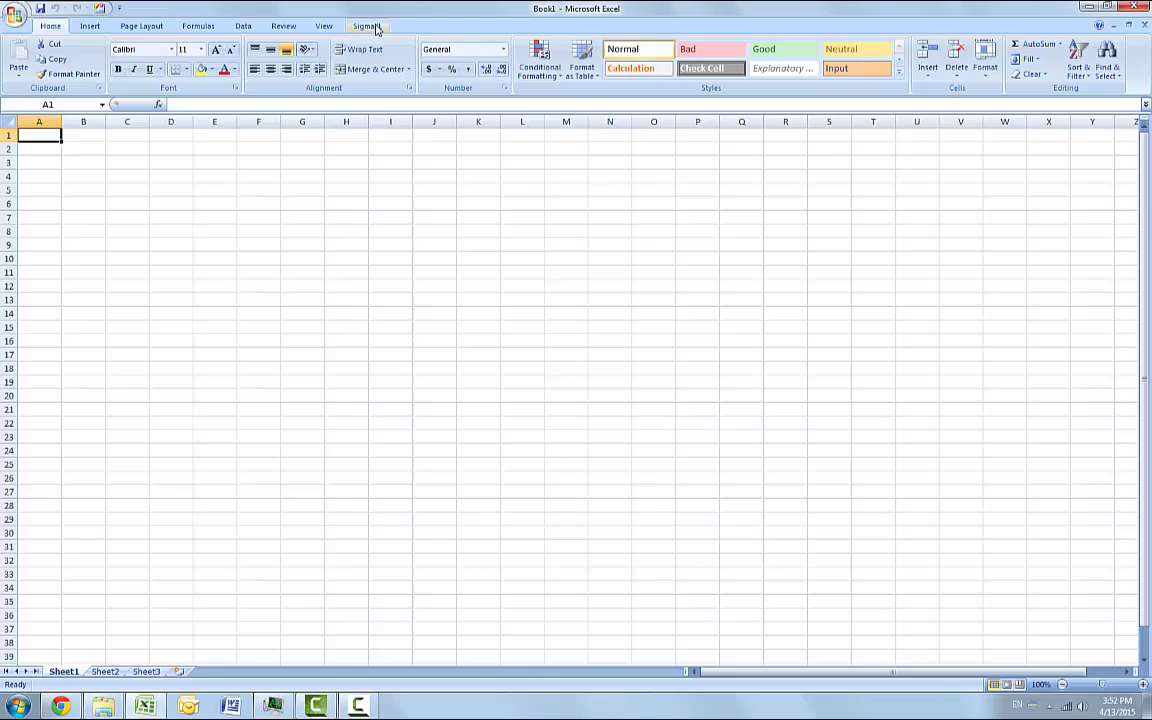 Book1 - Microsoft Excel
Home Insert Page Layout Formulas Data Review View
Paste Cut Copy Format Painter Clipboard
Calibri 11 B I U A Font
Wrap Text Merge & Center Alignment
General $ % , Number
Conditional Formatting Format as Table
Normal Bad Good Neutral
Calculation Check Cell Explanatory ... Input
Styles
Insert Delete Format Cells
Σ AutoSum Fill Clear Sort & Filter Find & Select Editing
A1 fx
A B C D E F G H I J K L M N O P Q R S T U V W X Y Z
1
2
3
4
5
6
7
8
9
10
11
12
13
14
15
16
17
18
19
20
21
22
23
24
25
26
27
28
29
30
31
32
33
34
35
36
37
38
39
Sheet1 Sheet2 Sheet3
Ready 100%
EN 3:52 PM
4/13/2015